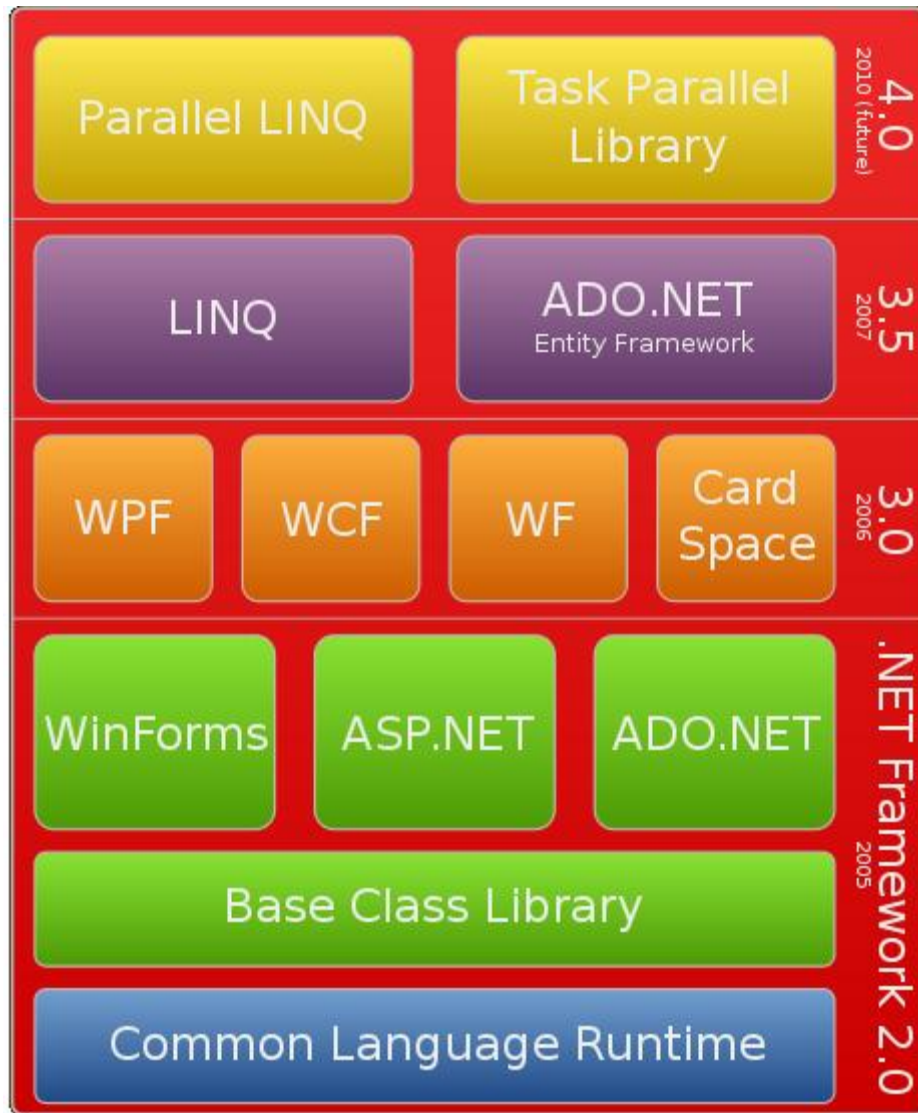 Parallel LINQ
Task Parallel
Library
4.0
2010 (future)
LINQ
ADO.NET
Entity Framework
3.5
2007
WPF
WCF
WF
Card
Space
3.0
2006
WinForms
ASP.NET
ADO.NET
Base Class Library
Common Language Runtime
.NET Framework 2.0
2005